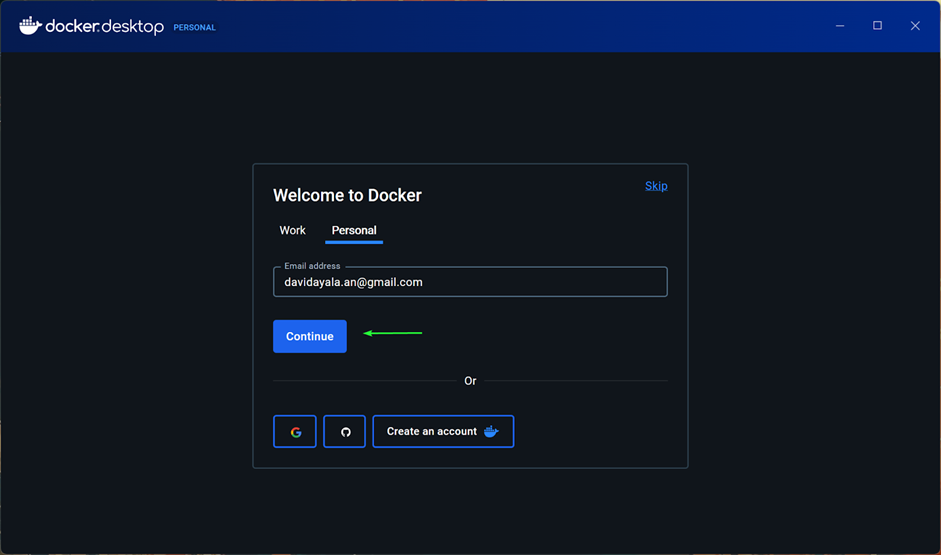 docker.desktop PERSONAL
Welcome to Docker
Skip
Work Personal
Email address
davidayala.an@gmail.com
Continue
Or
Create an account